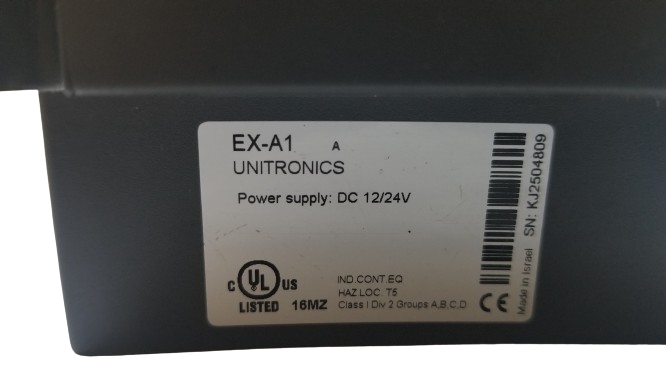 EX-A1 A
UNITRONICS
Power supply: DC 12/24V
C UL US
LISTED 16MZ
IND.CONT.EQ
HAZ.LOC. T5
Class I Div 2 Groups A,B,C,D
CE
Made in Israel SN: KJ2504809